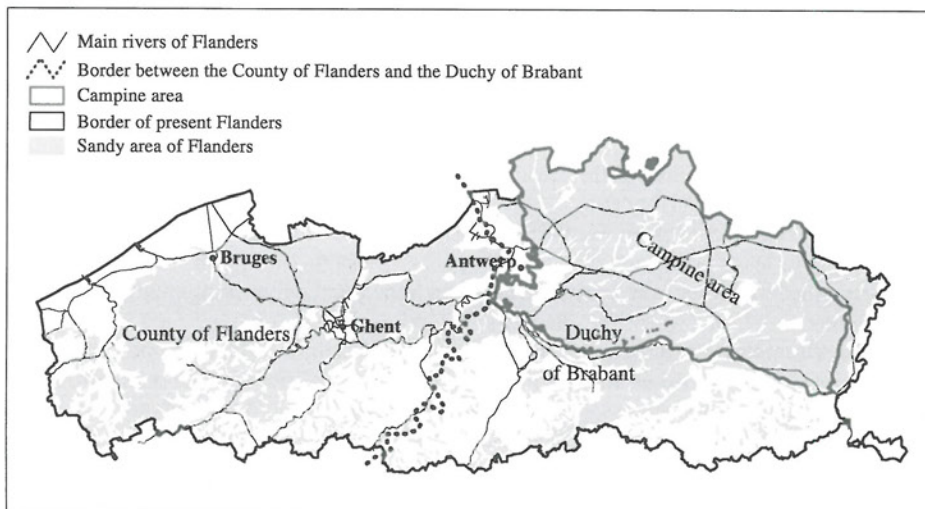 Main rivers of Flanders
Border between the County of Flanders and the Duchy of Brabant
Campine area
Border of present Flanders
Sandy area of Flanders
Bruges
Antwerp
Campine area
County of Flanders
Ghent
Duchy
of Brabant